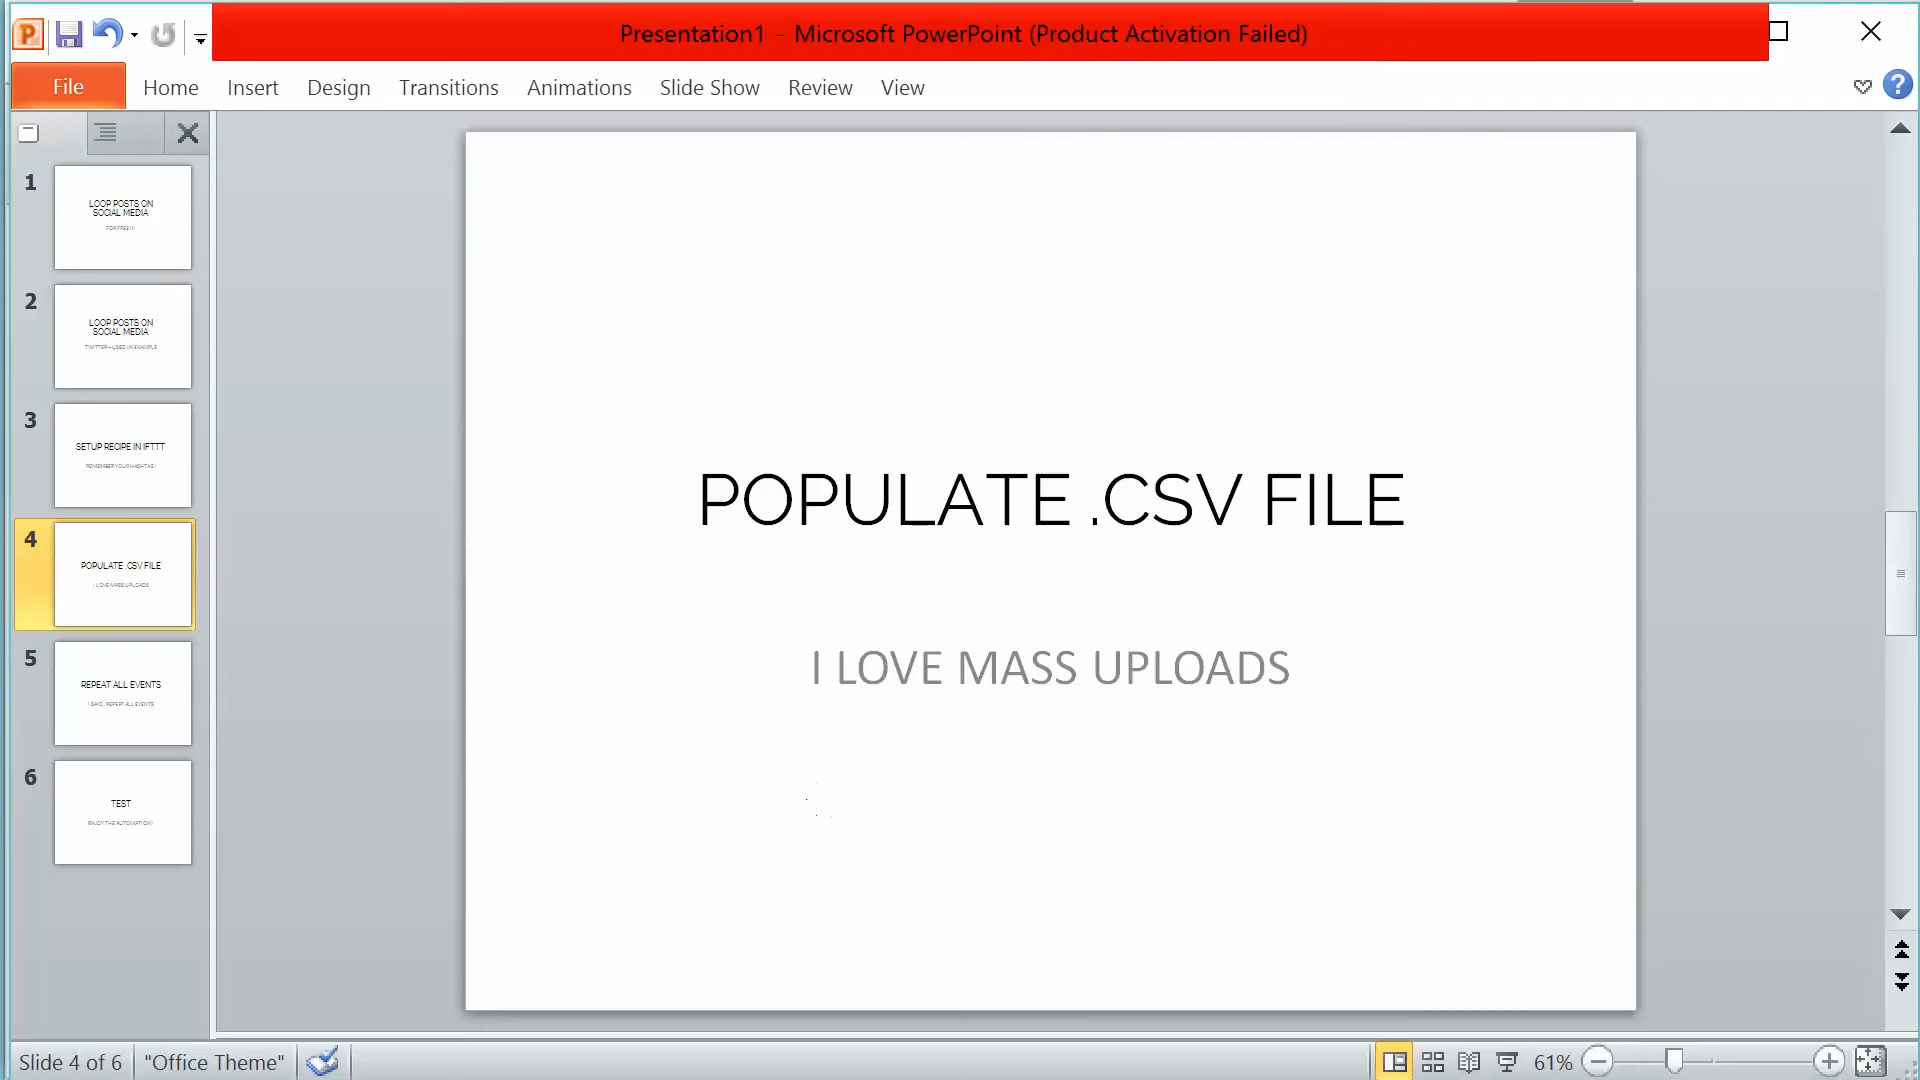 Presentation1 - Microsoft PowerPoint (Product Activation Failed)
File Home Insert Design Transitions Animations Slide Show Review View
1
LOOP POSTS ON
SOCIAL MEDIA
FOR FREE!!!
2
LOOP POSTS ON
SOCIAL MEDIA
TWITTER – USED IN EXAMPLE
3
SETUP RECIPE IN IFTTT
REMEMBER YOUR HASHTAG!
4
POPULATE .CSV FILE
I LOVE MASS UPLOADS
5
REPEAT ALL EVENTS
I SAID, REPEAT ALL EVENTS
6
TEST
ENJOY THE AUTOMATION!
POPULATE .CSV FILE
I LOVE MASS UPLOADS
Slide 4 of 6 "Office Theme" 61%